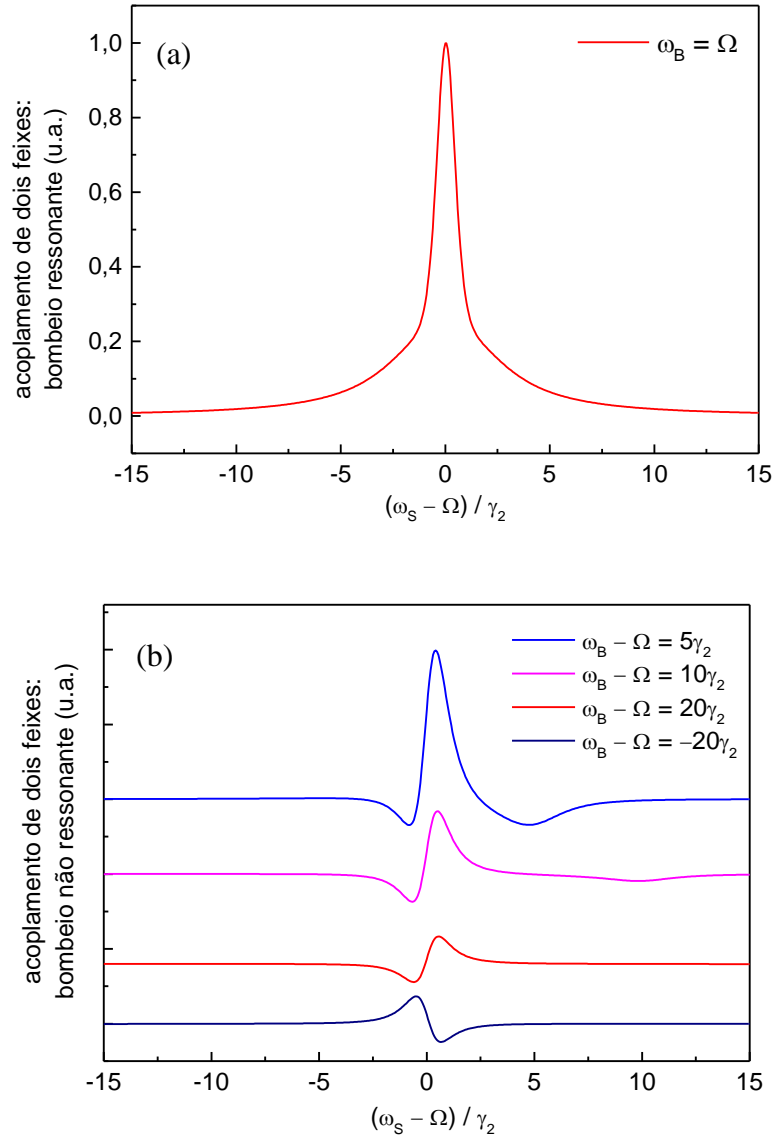 (a)
ω_B = Ω
acoplamento de dois feixes:
bombeio ressonante (u.a.)
1,0
0,8
0,6
0,4
0,2
0,0
-15 -10 -5 0 5 10 15
(ω_S − Ω) / γ_2
(b)
ω_B − Ω = 5γ_2
ω_B − Ω = 10γ_2
ω_B − Ω = 20γ_2
ω_B − Ω = −20γ_2
acoplamento de dois feixes:
bombeio não ressonante (u.a.)
-15 -10 -5 0 5 10 15
(ω_S − Ω) / γ_2